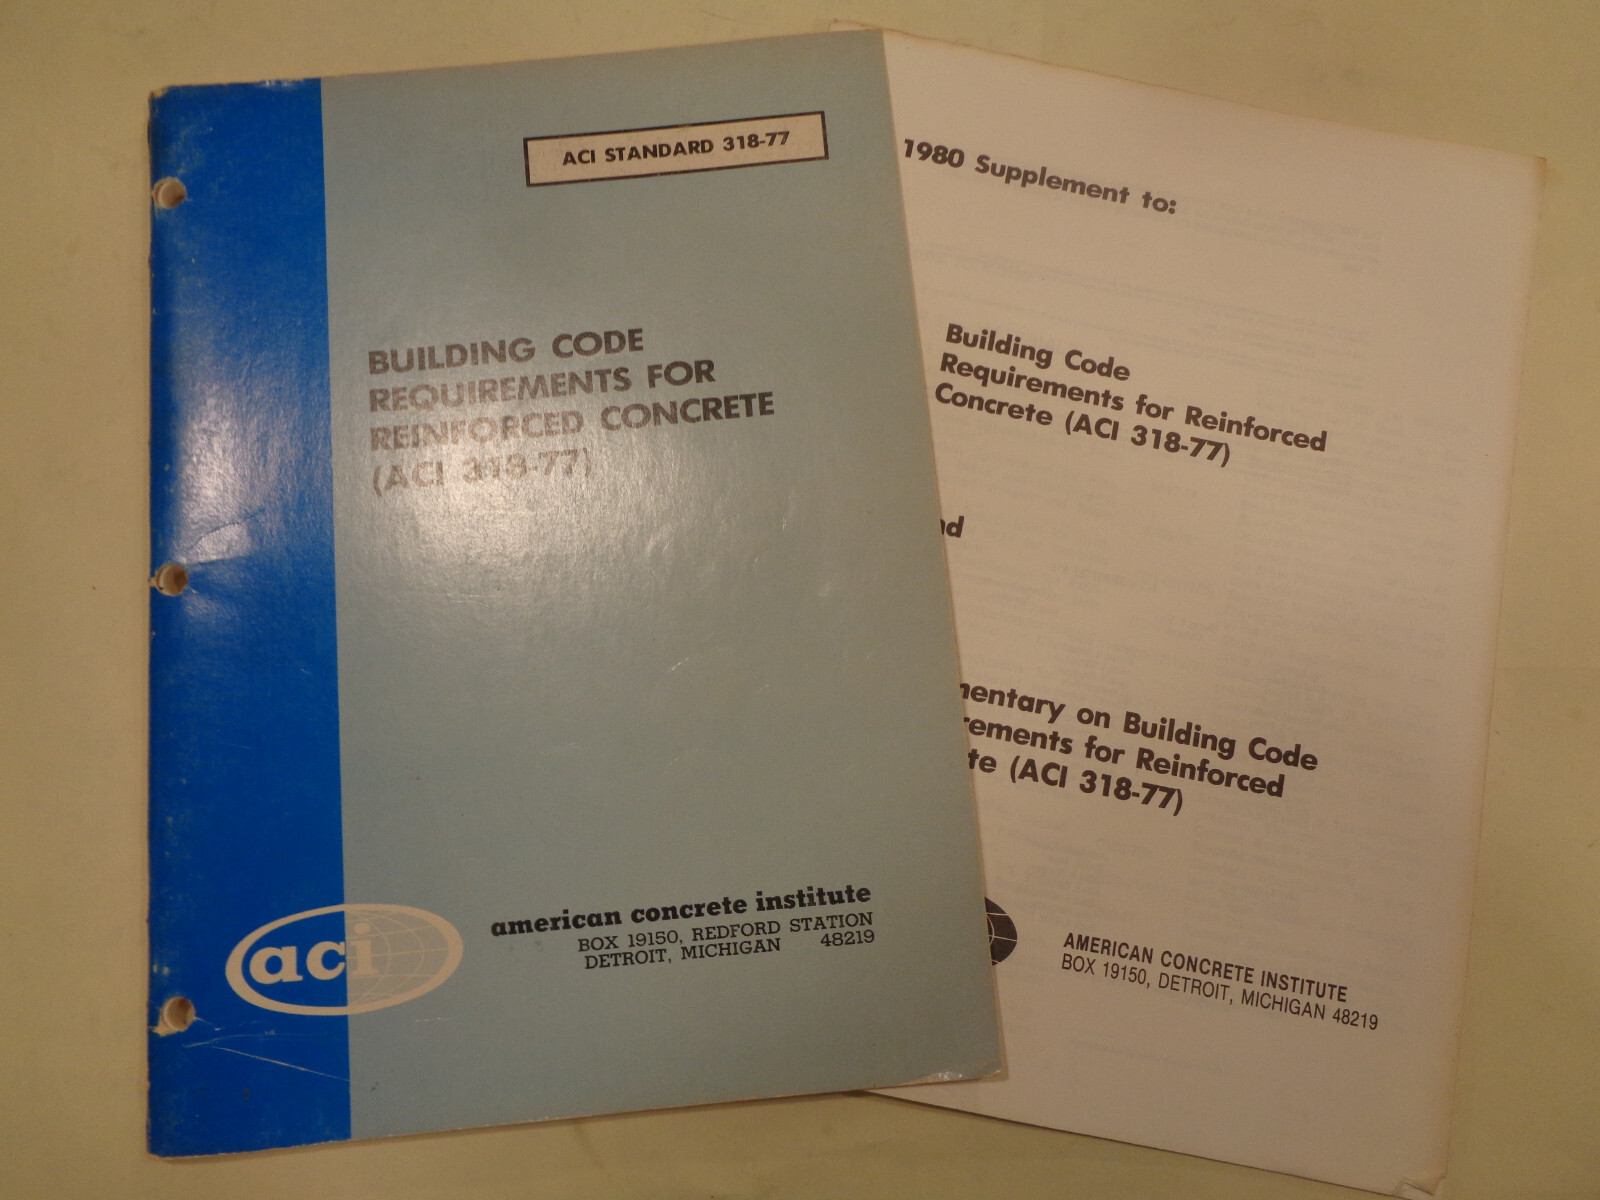 ACI STANDARD 318-77
BUILDING CODE
REQUIREMENTS FOR
REINFORCED CONCRETE
(ACI 318-77)
aci
american concrete institute
BOX 19150, REDFORD STATION
DETROIT, MICHIGAN 48219
1980 Supplement to:
Building Code
Requirements for Reinforced
Concrete (ACI 318-77)
nd
mentary on Building Code
rements for Reinforced
te (ACI 318-77)
AMERICAN CONCRETE INSTITUTE
BOX 19150, DETROIT, MICHIGAN 48219